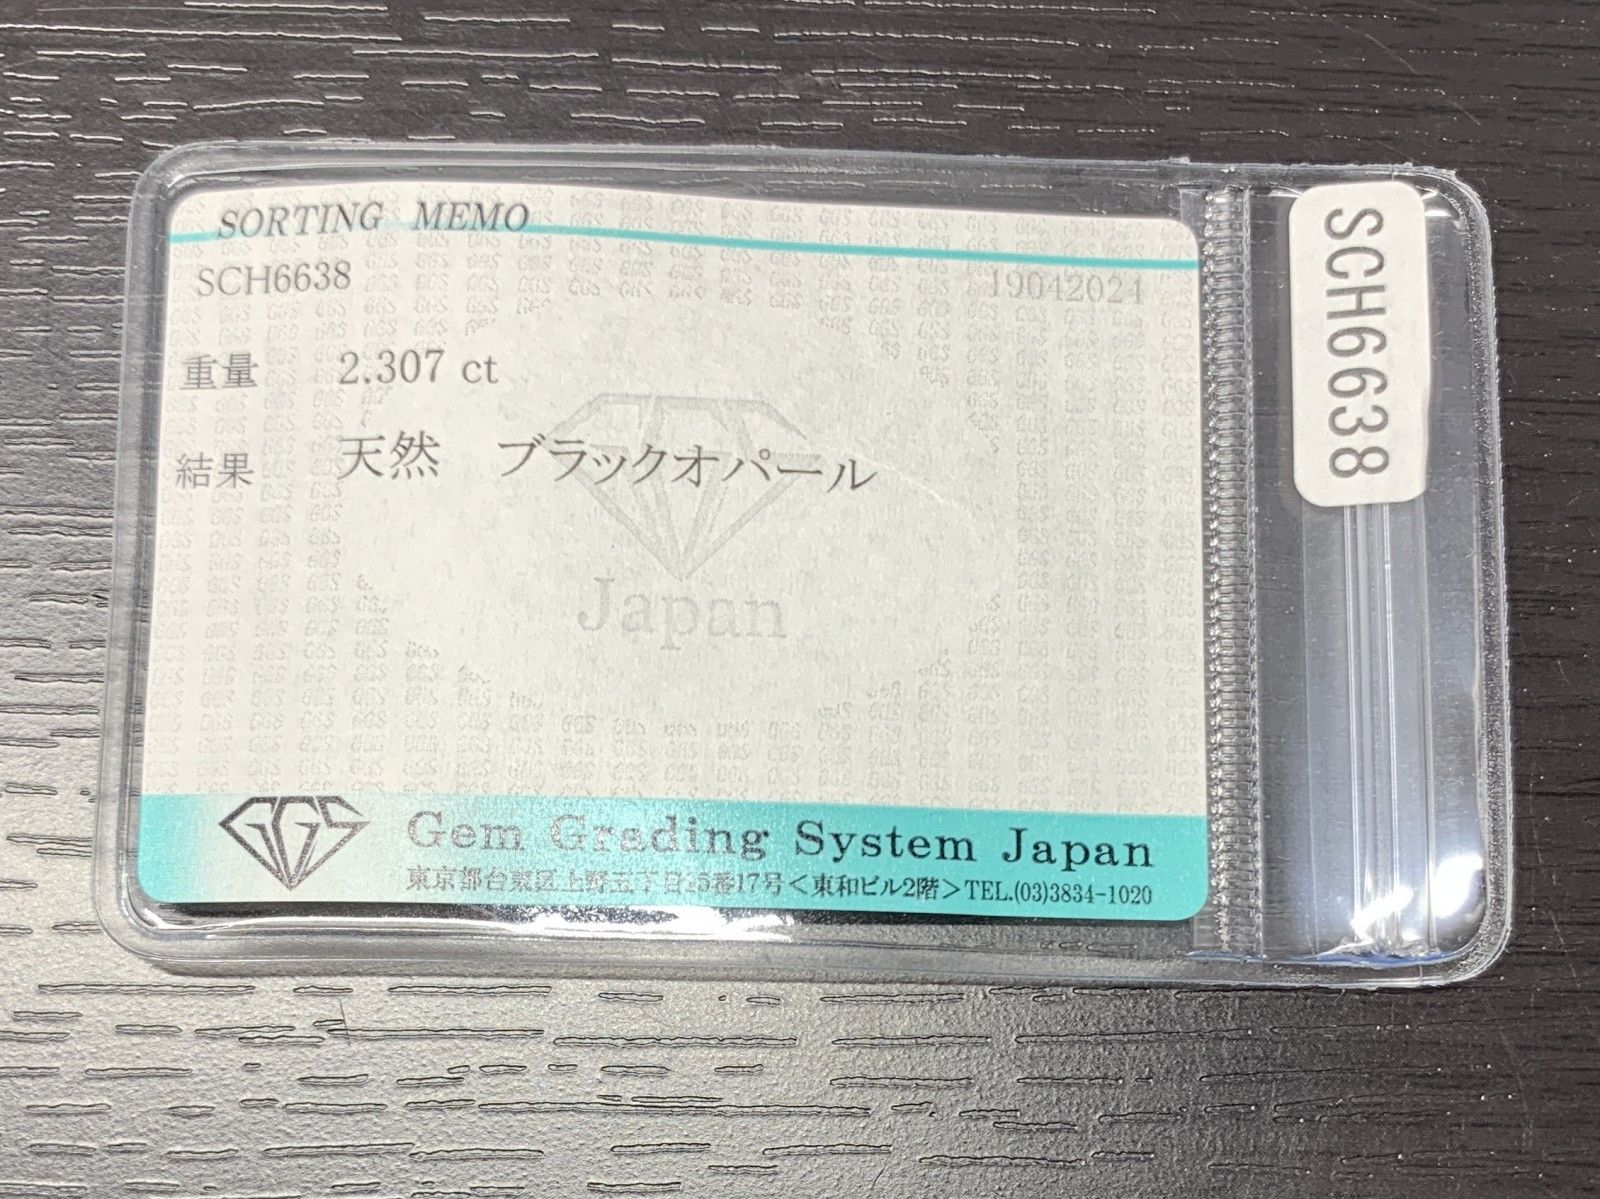 SORTING MEMO
SCH6638 19042024
重量 2.307 ct
結果 天然 ブラックオパール
Japan
GGS Gem Grading System Japan
東京都台東区上野五丁目15番17号<東和ビル2階>TEL.(03)3834-1020
SCH6638